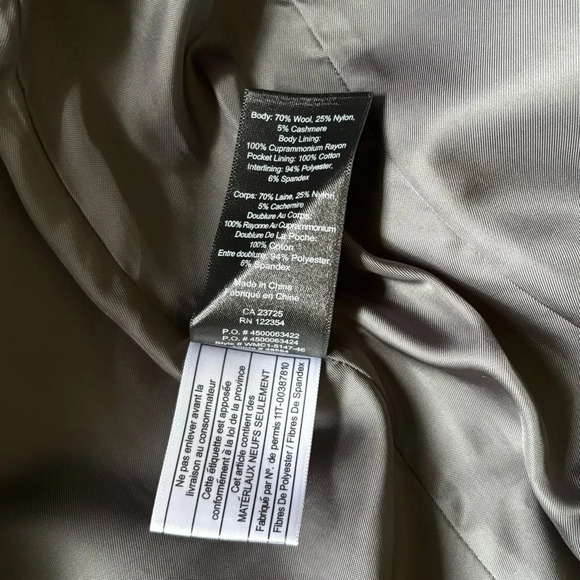 Body: 70% Wool, 25% Nylon,
5% Cashmere
Body Lining:
100% Cuprammonium Rayon
Pocket Lining: 100% Cotton
Interlining: 94% Polyester,
6% Spandex
Corps: 70% Laine, 25% Nylon,
5% Cachemire
Doublure Au Corps:
100% Rayonne Au Cuprammonium
Doublure De La Poche:
100% Coton
Entre doublure: 94% Polyester,
6% Spandex
Made in China
Fabriqué en Chine
CA 23725
RN 122354
P.O. # 4500063422
P.O. # 4500063424
Style # WMC1-8147-46
Ne pas enlever avant la
livraison au consommateur
Cette étiquette est apposée
conformément à la loi de la province
Cet article contient des
MATÉRLAUX NEUFS SEULEMENT
Fabriqué par N°. de permis 11T-00387810
Fibres De Polyester / Fibres De Spandex